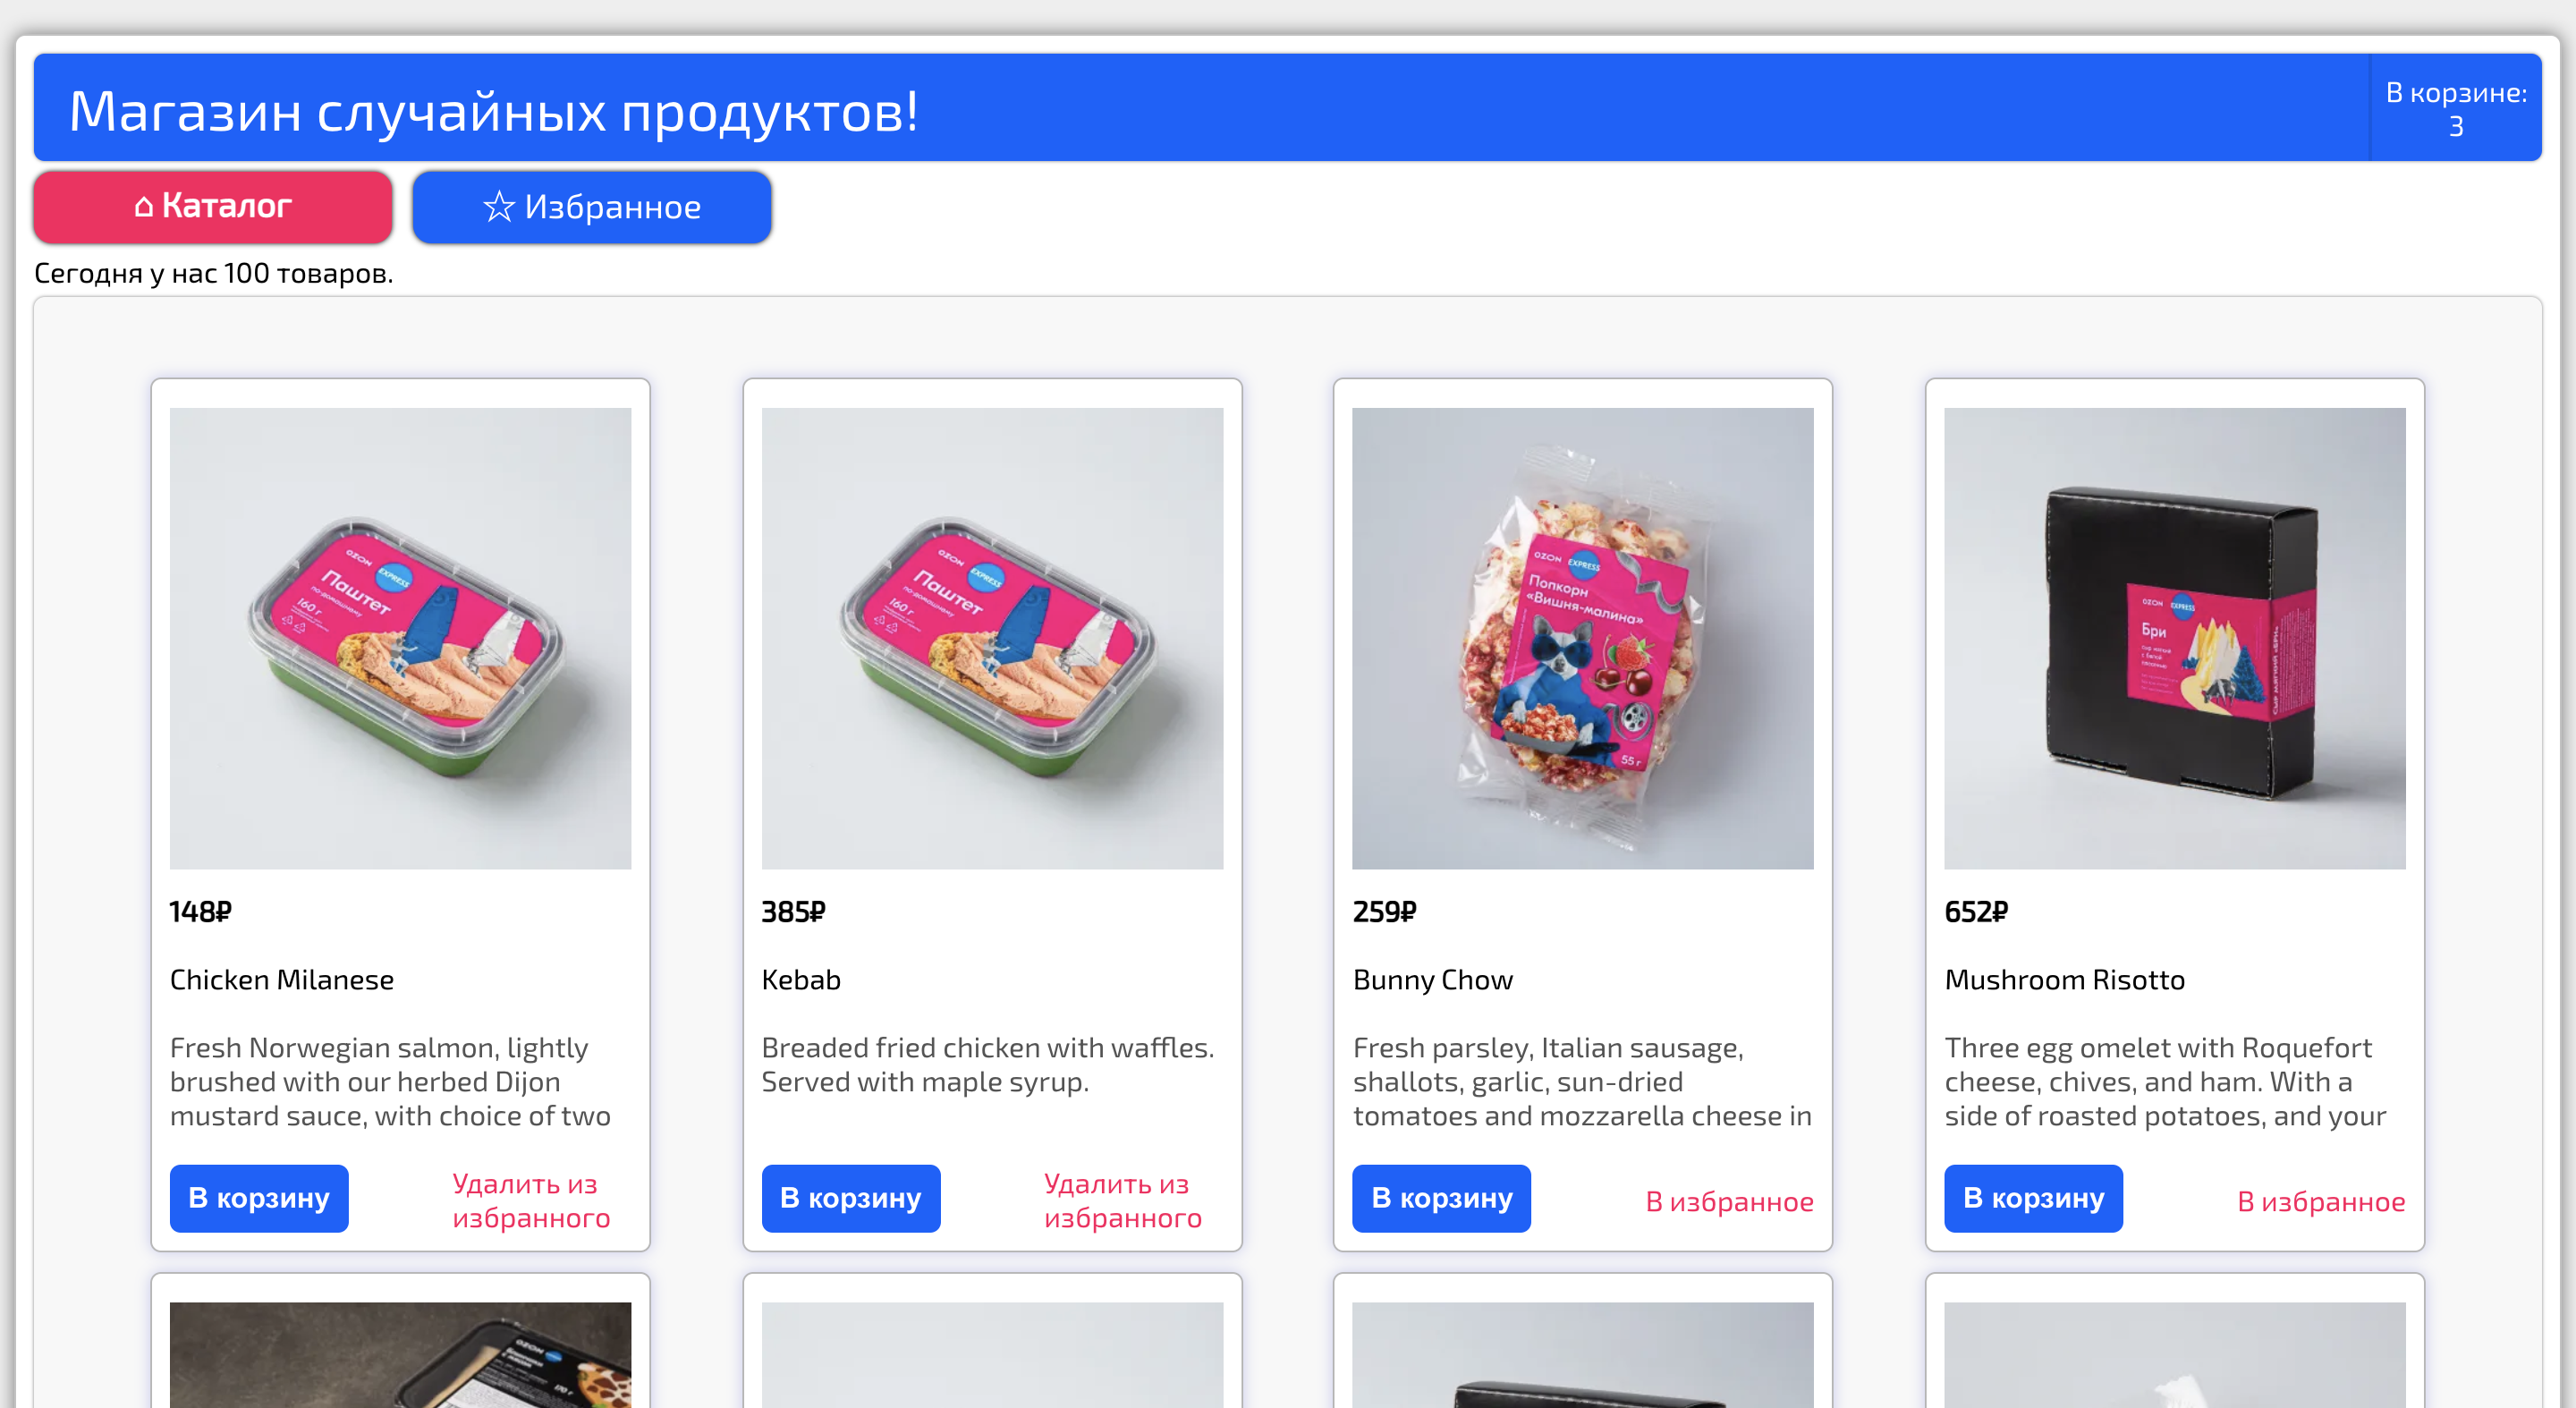 Магазин случайных продуктов!
В корзине:
3
⌂ Каталог
☆ Избранное
Сегодня у нас 100 товаров.
OZON EXPRESS
Паштет
по-домашнему
160 г
OZON EXPRESS
Паштет
по-домашнему
160 г
OZON EXPRESS
Попкорн
«Вишня-малина»
55 г
OZON EXPRESS
Бри
сыр мягкий
с белой
плесенью
148₽
385₽
259₽
652₽
Chicken Milanese
Kebab
Bunny Chow
Mushroom Risotto
Fresh Norwegian salmon, lightly
brushed with our herbed Dijon
mustard sauce, with choice of two
Breaded fried chicken with waffles.
Served with maple syrup.
Fresh parsley, Italian sausage,
shallots, garlic, sun-dried
tomatoes and mozzarella cheese in
Three egg omelet with Roquefort
cheese, chives, and ham. With a
side of roasted potatoes, and your
В корзину
Удалить из
избранного
В корзину
Удалить из
избранного
В корзину
В избранное
В корзину
В избранное
OZON
170 г